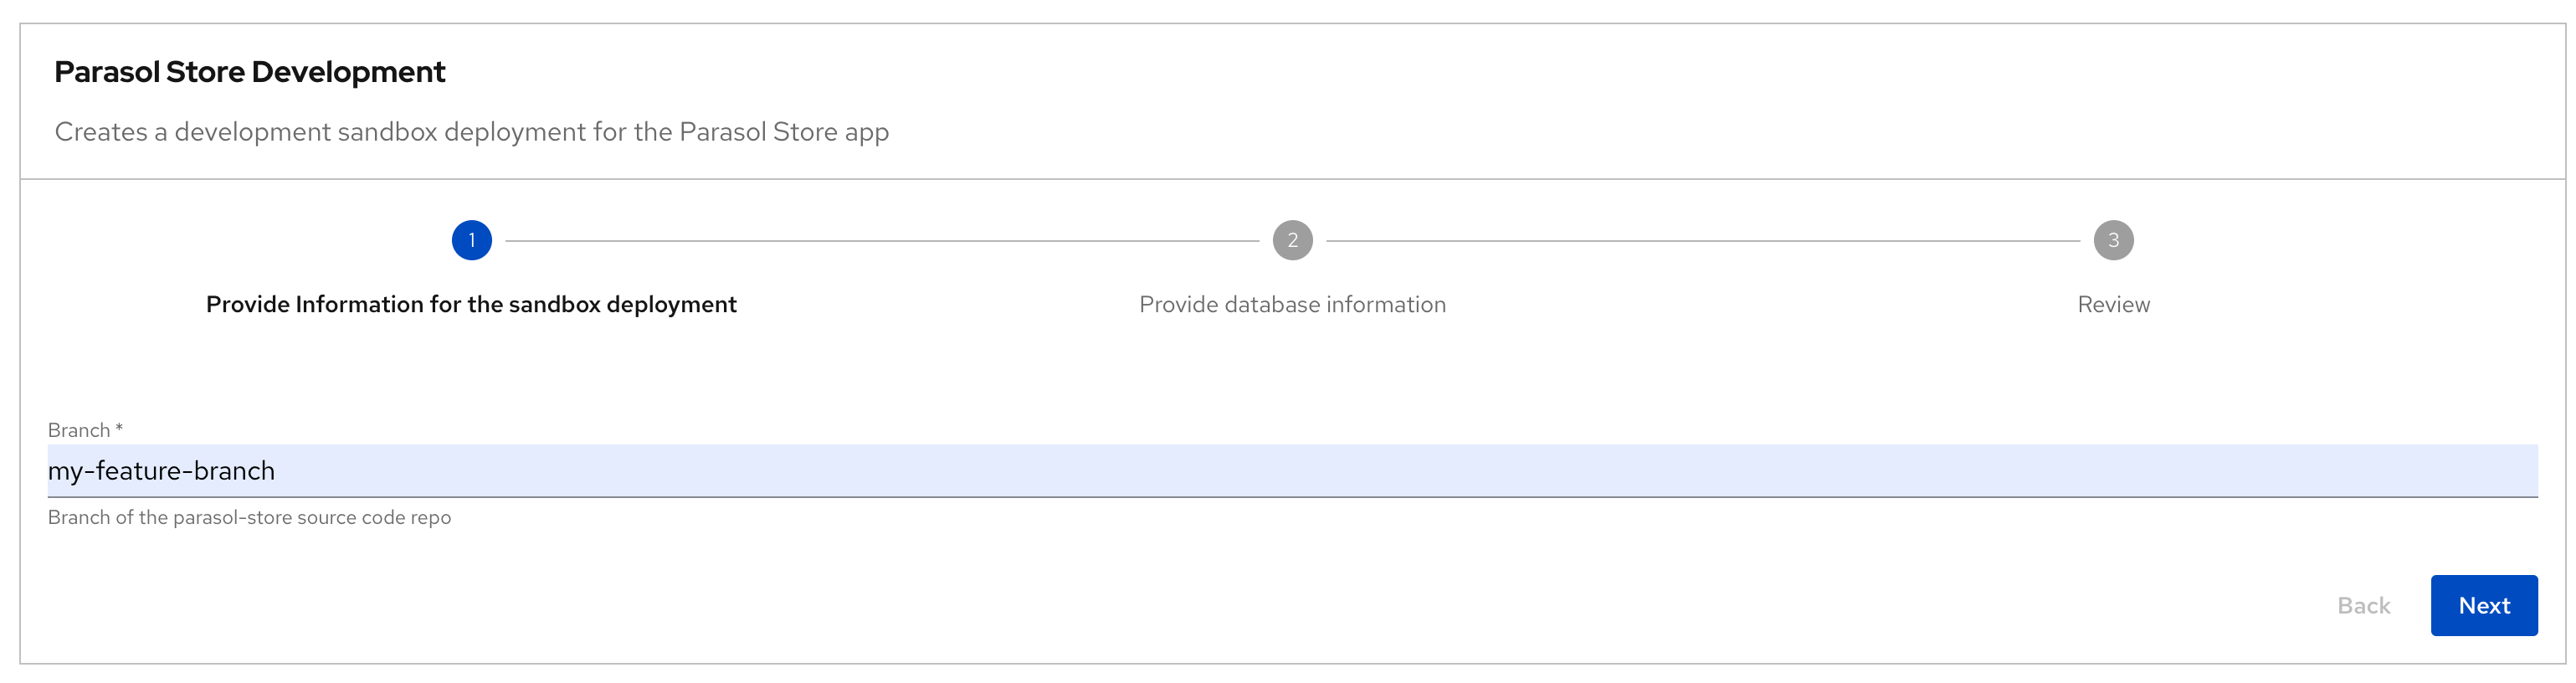 Parasol Store Development
Creates a development sandbox deployment for the Parasol Store app
1
2
3
Provide Information for the sandbox deployment
Provide database information
Review
Branch *
my-feature-branch
Branch of the parasol-store source code repo
Back
Next